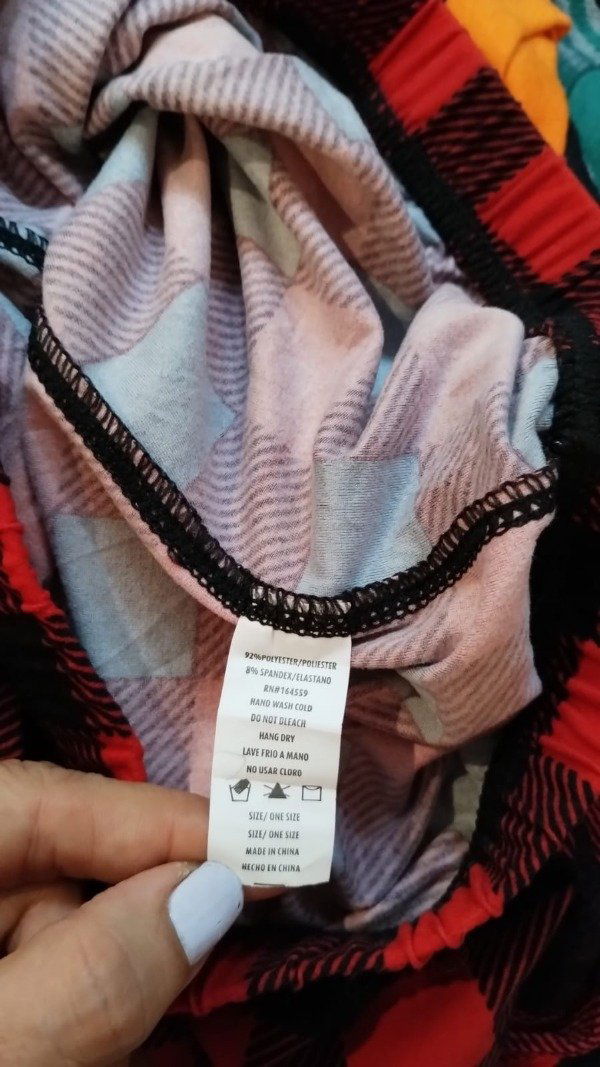 92%POLYESTER/POLIESTER
8% SPANDEX/ELASTANO
RN#164559
HAND WASH COLD
DO NOT BLEACH
HANG DRY
LAVE FRIO A MANO
NO USAR CLORO
SIZE/ ONE SIZE
SIZE/ ONE SIZE
MADE IN CHINA
HECHO EN CHINA